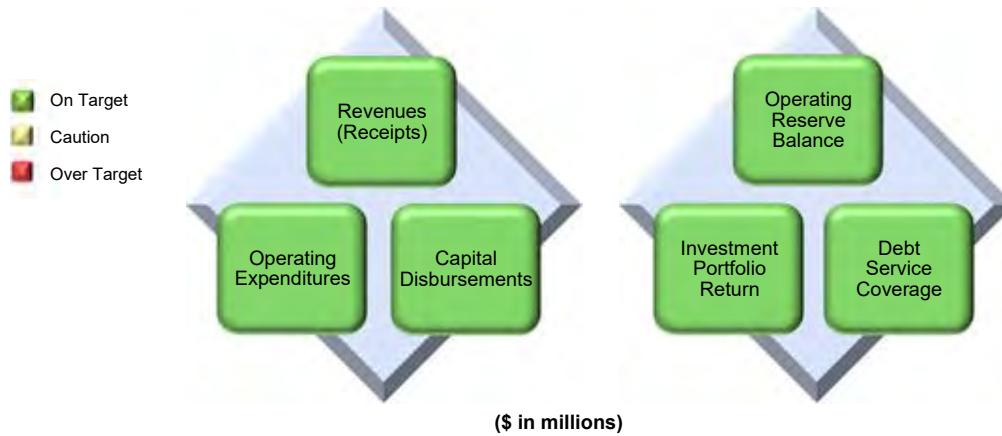 On Target
Caution
Over Target
Revenues
(Receipts)
Operating
Expenditures
Capital
Disbursements
Operating
Reserve
Balance
Investment
Portfolio
Return
Debt
Service
Coverage
($ in millions)